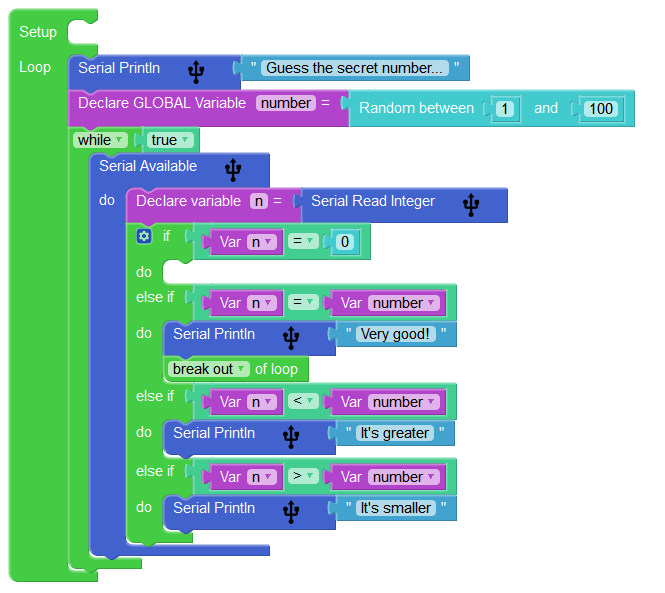 Setup
Loop
Serial Println " Guess the secret number... "
Declare GLOBAL Variable number = Random between 1 and 100
while true
Serial Available
do Declare variable n = Serial Read Integer
if Var n = 0
do
else if Var n = Var number
do Serial Println " Very good! "
break out of loop
else if Var n < Var number
do Serial Println " It's greater "
else if Var n > Var number
do Serial Println " It's smaller "